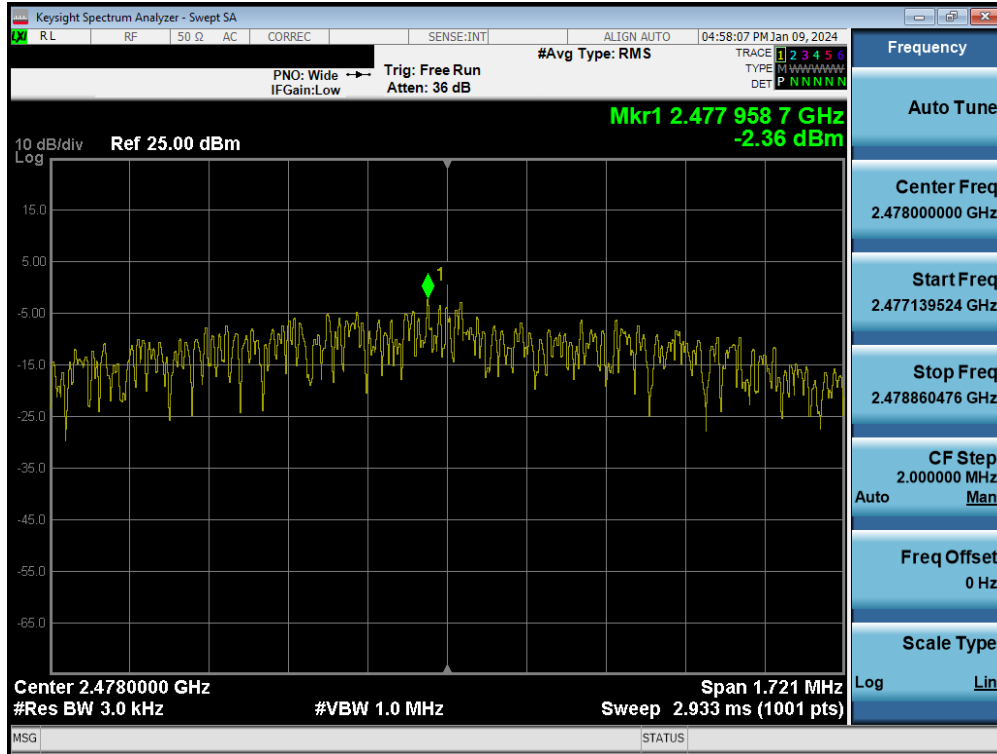 Keysight Spectrum Analyzer - Swept SA
LXI RL RF 50 Ω AC CORREC SENSE:INT ALIGN AUTO 04:58:07 PM Jan 09, 2024
Frequency
#Avg Type: RMS
TRACE 1 2 3 4 5 6
PNO: Wide Trig: Free Run
TYPE M WWWWW
IFGain:Low Atten: 36 dB
DET P N N N N N
Auto Tune
Mkr1 2.477 958 7 GHz
-2.36 dBm
10 dB/div Ref 25.00 dBm
Log
15.0
5.00
-5.00
-15.0
-25.0
-35.0
-45.0
-55.0
-65.0
1
Center Freq
2.478000000 GHz
Start Freq
2.477139524 GHz
Stop Freq
2.478860476 GHz
CF Step
2.000000 MHz
Auto Man
Freq Offset
0 Hz
Scale Type
Log Lin
Center 2.4780000 GHz Span 1.721 MHz
#Res BW 3.0 kHz #VBW 1.0 MHz Sweep 2.933 ms (1001 pts)
MSG STATUS